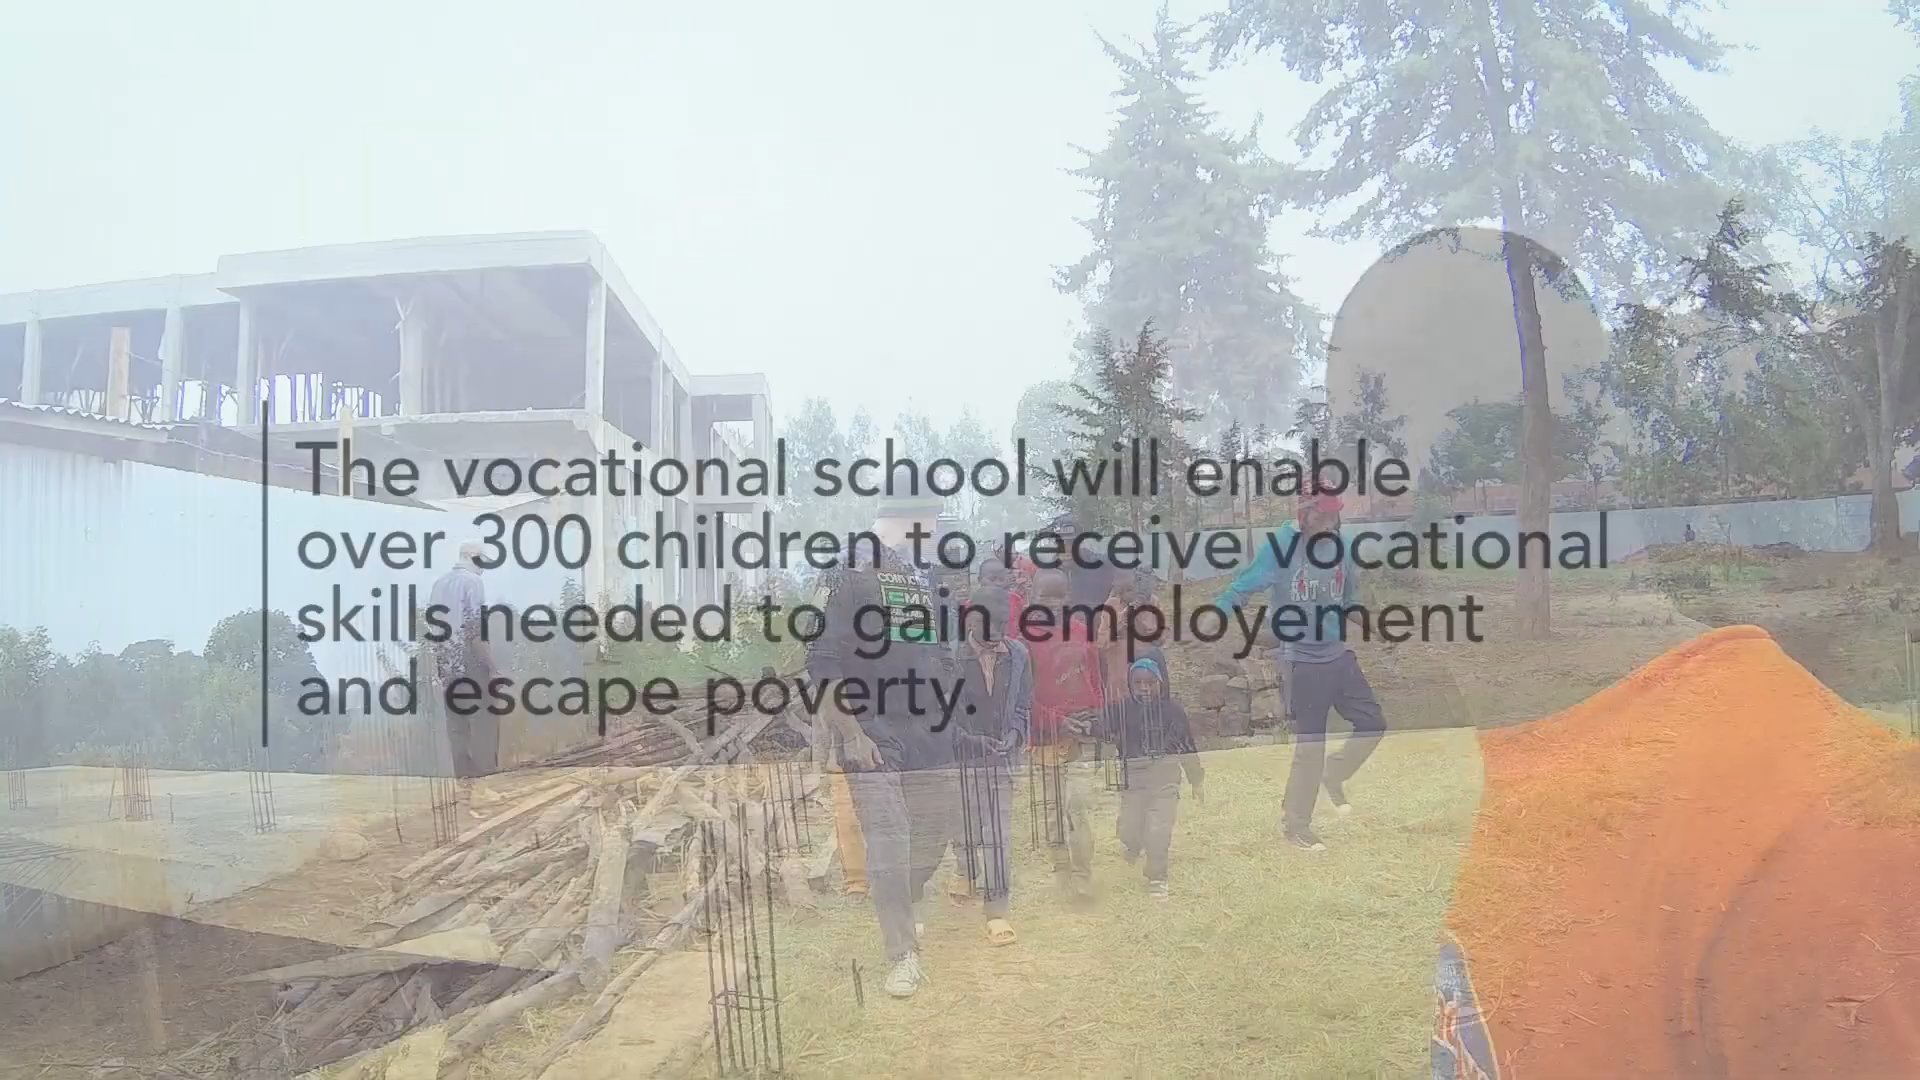 The vocational school will enable
over 300 children to receive vocational
skills needed to gain employement
and escape poverty.